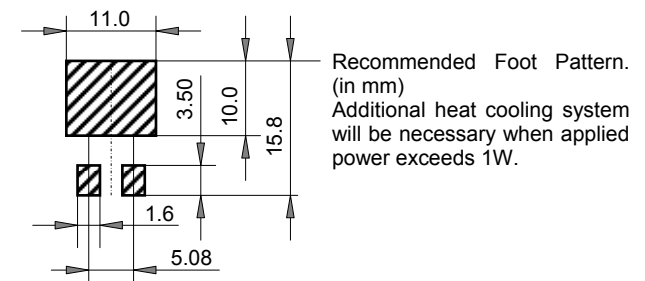 11.0
3.50
10.0
15.8
1.6
5.08
Recommended Foot Pattern.
(in mm)
Additional heat cooling system
will be necessary when applied
power exceeds 1W.